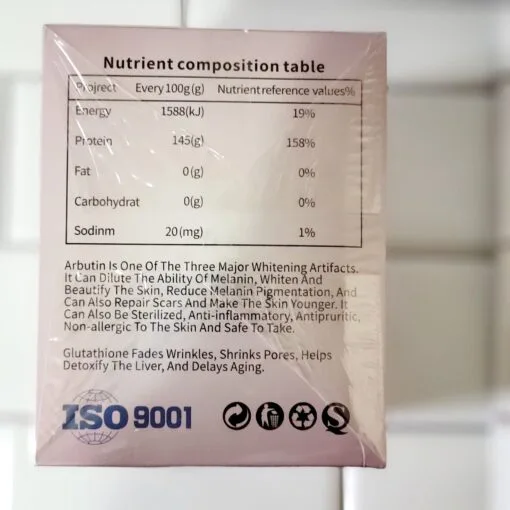 Nutrient composition table
Projrect Every 100g(g) Nutrient reference values%
Energy 1588(kJ) 19%
Protein 145(g) 158%
Fat 0(g) 0%
Carbohydrat 0(g) 0%
Sodinm 20(mg) 1%
Arbutin Is One Of The Three Major Whitening Artifacts.
It Can Dilute The Ability Of Melanin, Whiten And
Beautify The Skin, Reduce Melanin Pigmentation, And
Can Also Repair Scars And Make The Skin Younger. It
Can Also Be Sterilized, Anti-inflammatory, Antipruritic,
Non-allergic To The Skin And Safe To Take.
Glutathione Fades Wrinkles, Shrinks Pores, Helps
Detoxify The Liver, And Delays Aging.
ISO 9001